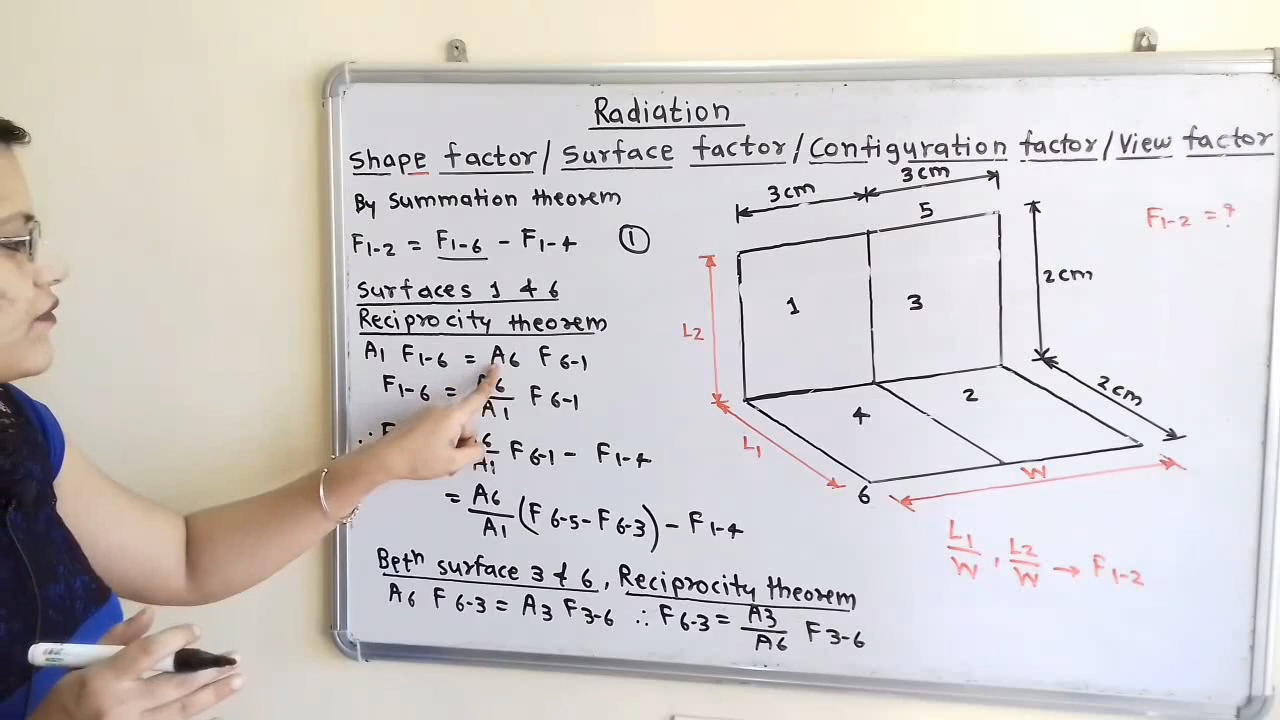 Radiation
Shape factor / Surface factor / Configuration factor / View factor
By Summation theorem
F1-2 = F1-6 - F1-4 ①
Surfaces 1 & 6
Reciprocity theorem
A1 F1-6 = A6 F6-1
F1-6 = A6/A1 F6-1
∴ F 6/A1 F6-1 - F1-4
= A6/A1 (F6-5 - F6-3) - F1-4
Betn surface 3 & 6, Reciprocity theorem
A6 F6-3 = A3 F3-6 ∴ F6-3 = A3/A6 F3-6
3cm
3cm
5
F1-2 = ?
1
3
2cm
L2
4
2
2cm
L1
W
6
L1/W, L2/W → F1-2